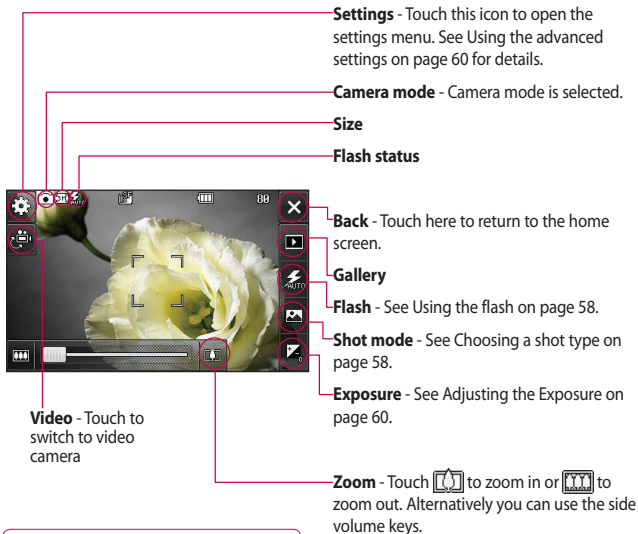 Settings - Touch this icon to open the
settings menu. See Using the advanced
settings on page 60 for details.
Camera mode - Camera mode is selected.
Size
Flash status
80
Back - Touch here to return to the home
screen.
Gallery
AUTO
Flash - See Using the flash on page 58.
Shot mode - See Choosing a shot type on
page 58.
0
Exposure - See Adjusting the Exposure on
page 60.
Video - Touch to
switch to video
camera
Zoom - Touch to zoom in or to
zoom out. Alternatively you can use the side
volume keys.